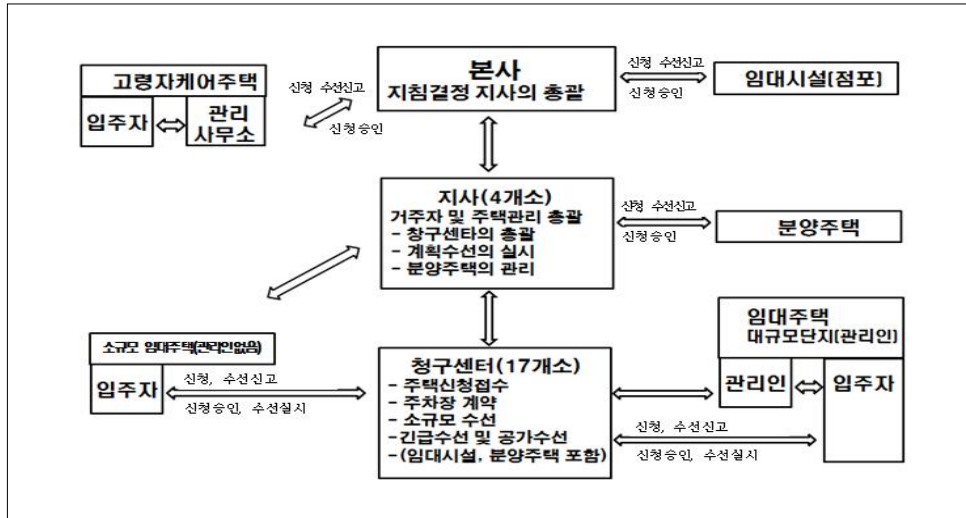 고령자케어주택
입주자
관리
사무소
신청 수선신고
신청승인
본사
지침결정 지사의 총괄
신청 수선신고
신청승인
임대시설(점포)
지사(4개소)
거주자 및 주택관리 총괄
- 창구센타의 총괄
- 계획수선의 실시
- 분양주택의 관리
신청 수선신고
신청승인
분양주택
소규모 임대주택(관리인없음)
입주자
신청, 수선신고
신청승인, 수선실시
청구센터(17개소)
- 주택신청접수
- 주차장 계약
- 소규모 수선
-긴급수선 및 공가수선
-(임대시설, 분양주택 포함)
임대주택
대규모단지(관리인)
관리인
입주자
신청, 수선신고
신청승인, 수선실시